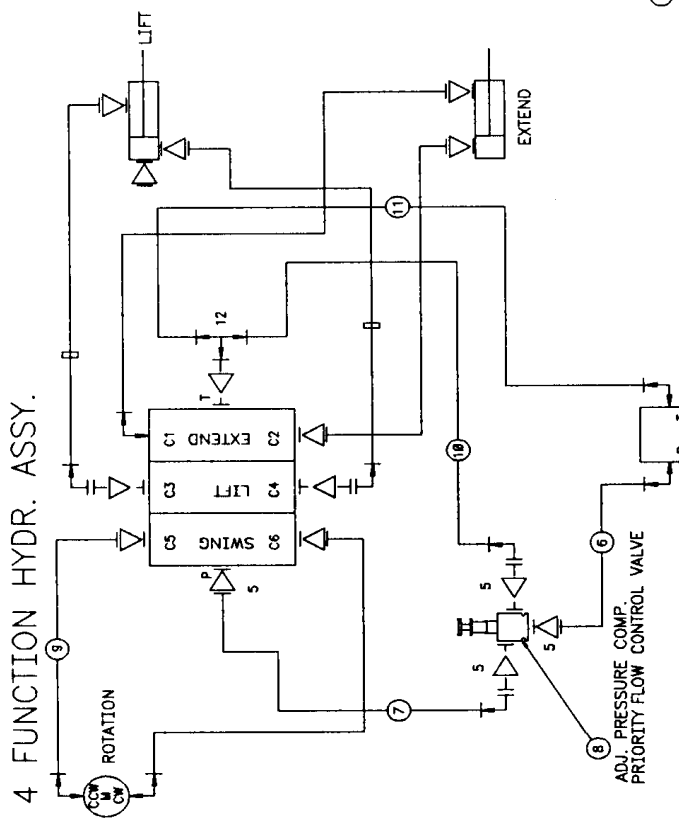 4 FUNCTION HYDR. ASSY.
LIFT
9
ROTATION
CCW
M
CW
C5
SWING
C6
C3
LIFT
C4
C1
EXTEND
C2
P
5
T
12
11
EXTEND
7
10
5
5
5
6
8
ADJ. PRESSURE COMP.
PRIORITY FLOW CONTROL VALVE